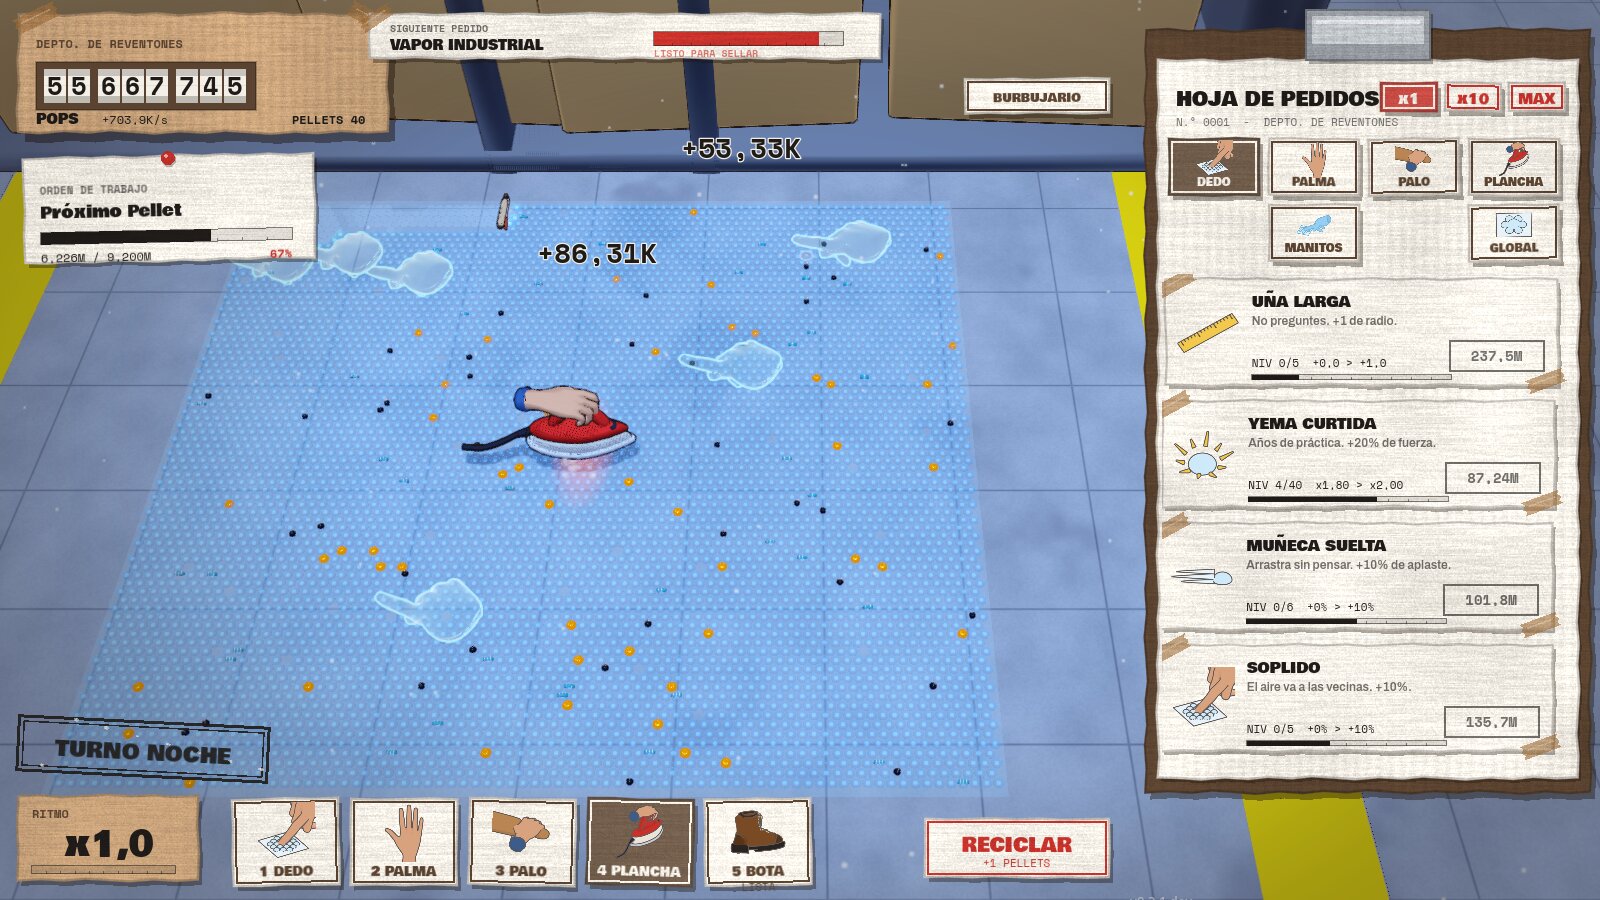 DEPTO. DE REVENTONES
55 667 745
POPS +703,9K/s PELLETS 40
SIGUIENTE PEDIDO
VAPOR INDUSTRIAL
LISTO PARA SELLAR
BURBUJARIO
ORDEN DE TRABAJO
Próximo Pellet
6,226M / 9,200M 67%
+53,33K
+86,31K
HOJA DE PEDIDOS x1 x10 MAX
N.° 0001 - DEPTO. DE REVENTONES
DEDO PALMA PALO PLANCHA
MANITOS GLOBAL
UÑA LARGA
No preguntes. +1 de radio.
NIV 0/5 +0,0 > +1,0
237,5M
YEMA CURTIDA
Años de práctica. +20% de fuerza.
NIV 4/40 x1,80 > x2,00
87,24M
MUÑECA SUELTA
Arrastra sin pensar. +10% de aplaste.
NIV 0/6 +0% > +10%
101,8M
SOPLIDO
El aire va a las vecinas. +10%.
NIV 0/5 +0% > +10%
135,7M
TURNO NOCHE
RITMO
x1,0
1 DEDO 2 PALMA 3 PALO 4 PLANCHA 5 BOTA
LISTA
RECICLAR
+1 PELLETS